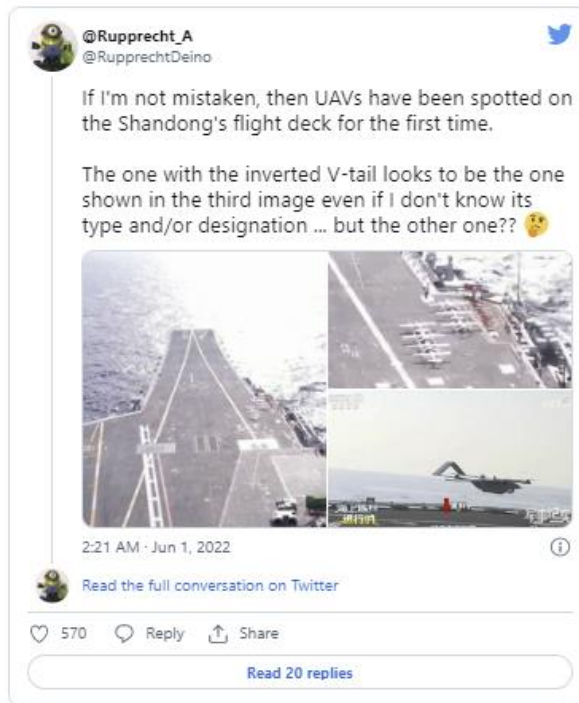 @Rupprecht_A
@RupprechtDeino
If I'm not mistaken, then UAVs have been spotted on
the Shandong's flight deck for the first time.
The one with the inverted V-tail looks to be the one
shown in the third image even if I don't know its
type and/or designation ... but the other one?? 🤔
2:21 AM · Jun 1, 2022
Read the full conversation on Twitter
570 Reply Share
Read 20 replies